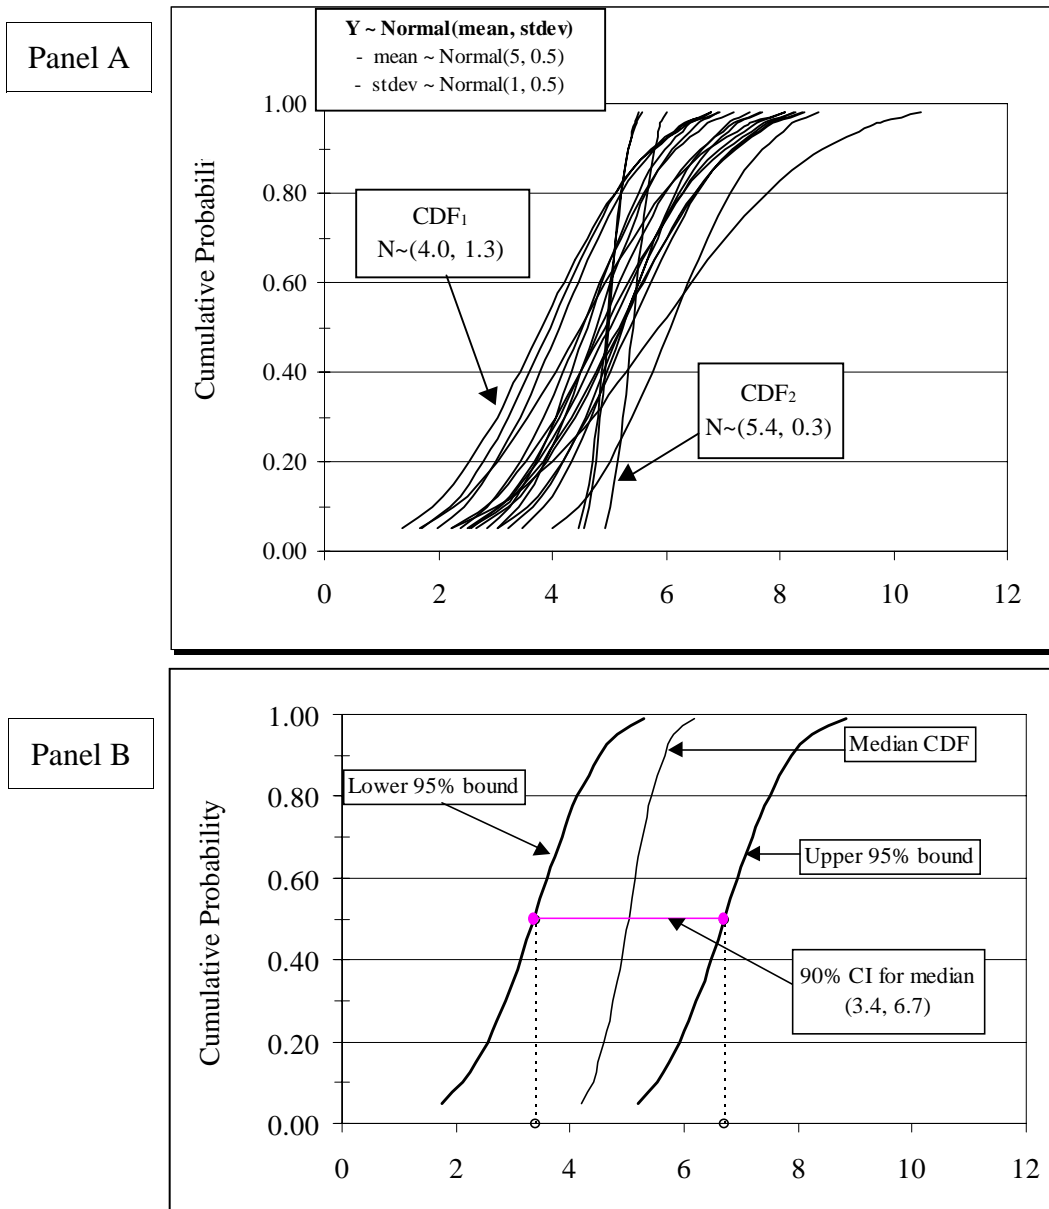 Panel A
Y ~ Normal(mean, stdev)
- mean ~ Normal(5, 0.5)
- stdev ~ Normal(1, 0.5)
Cumulative Probabili
1.00
0.80
0.60
0.40
0.20
0.00
CDF1
N~(4.0, 1.3)
CDF2
N~(5.4, 0.3)
0 2 4 6 8 10 12
Panel B
Cumulative Probability
1.00
0.80
0.60
0.40
0.20
0.00
Median CDF
Lower 95% bound
Upper 95% bound
90% CI for median
(3.4, 6.7)
0 2 4 6 8 10 12